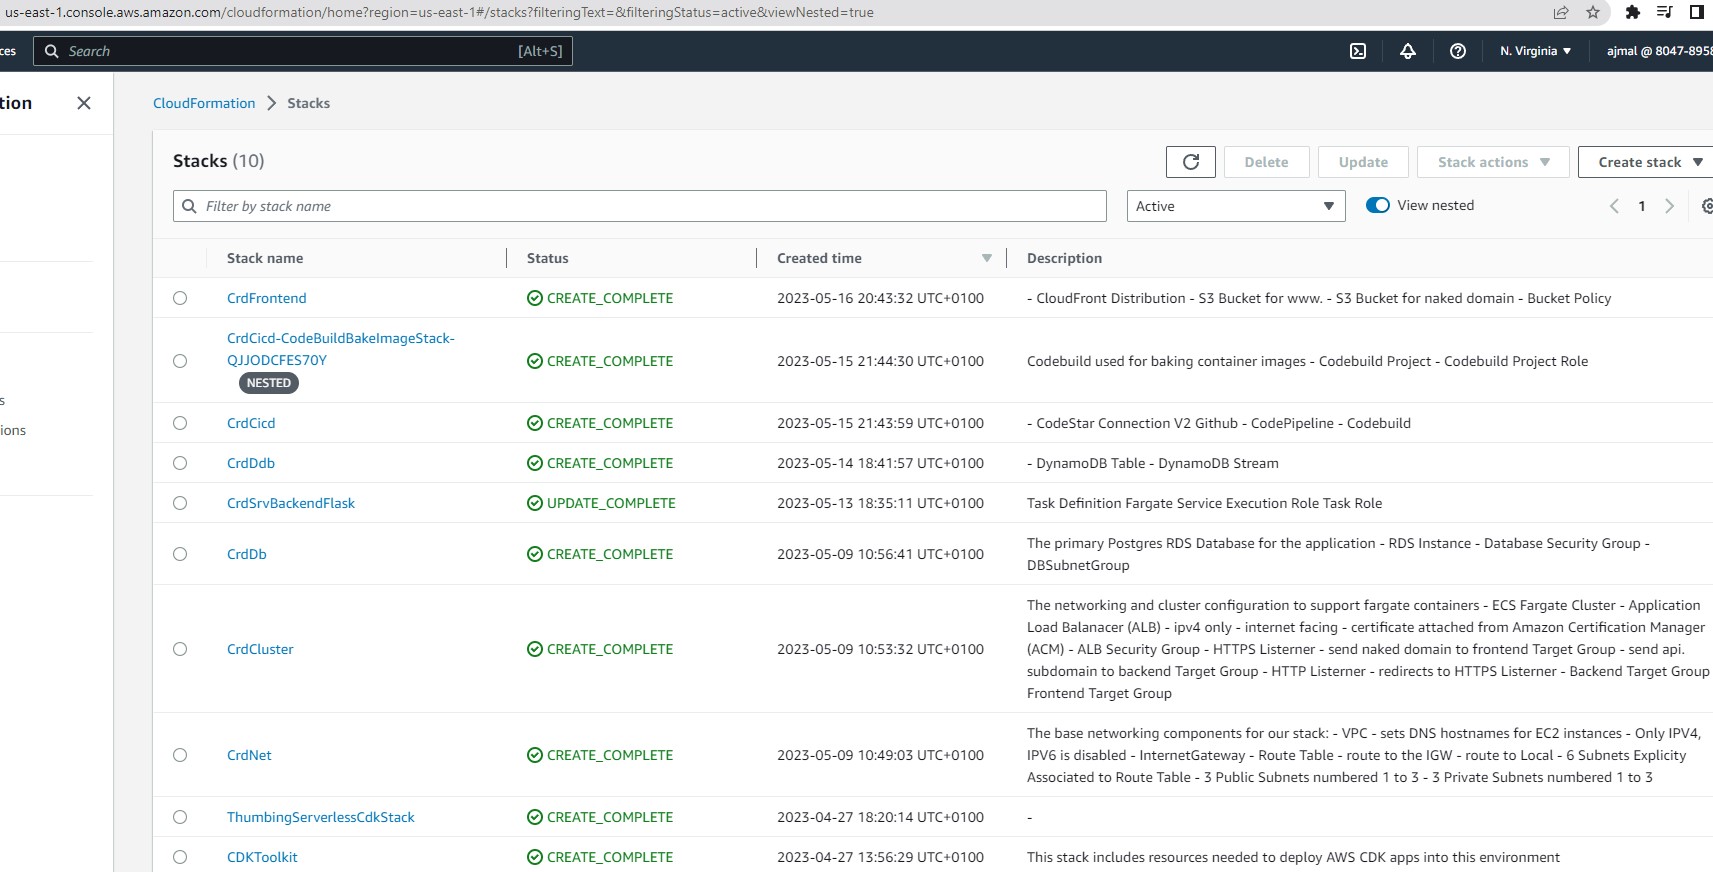 us-east-1.console.aws.amazon.com/cloudformation/home?region=us-east-1#/stacks?filteringText=&filteringStatus=active&viewNested=true
ces Search [Alt+S] N. Virginia ajmal @ 8047-8958
tion
CloudFormation Stacks
Stacks (10) Delete Update Stack actions Create stack
Filter by stack name Active View nested 1
Stack name Status Created time Description
CrdFrontend CREATE_COMPLETE 2023-05-16 20:43:32 UTC+0100 - CloudFront Distribution - S3 Bucket for www. - S3 Bucket for naked domain - Bucket Policy
CrdCicd-CodeBuildBakeImageStack-
QJJODCFES70Y CREATE_COMPLETE 2023-05-15 21:44:30 UTC+0100 Codebuild used for baking container images - Codebuild Project - Codebuild Project Role
NESTED
s
CrdCicd CREATE_COMPLETE 2023-05-15 21:43:59 UTC+0100 - CodeStar Connection V2 Github - CodePipeline - Codebuild
ions
CrdDdb CREATE_COMPLETE 2023-05-14 18:41:57 UTC+0100 - DynamoDB Table - DynamoDB Stream
CrdSrvBackendFlask UPDATE_COMPLETE 2023-05-13 18:35:11 UTC+0100 Task Definition Fargate Service Execution Role Task Role
CrdDb CREATE_COMPLETE 2023-05-09 10:56:41 UTC+0100 The primary Postgres RDS Database for the application - RDS Instance - Database Security Group -
DBSubnetGroup
The networking and cluster configuration to support fargate containers - ECS Fargate Cluster - Application
Load Balanacer (ALB) - ipv4 only - internet facing - certificate attached from Amazon Certification Manager
CrdCluster CREATE_COMPLETE 2023-05-09 10:53:32 UTC+0100 (ACM) - ALB Security Group - HTTPS Listerner - send naked domain to frontend Target Group - send api.
subdomain to backend Target Group - HTTP Listerner - redirects to HTTPS Listerner - Backend Target Group
Frontend Target Group
The base networking components for our stack: - VPC - sets DNS hostnames for EC2 instances - Only IPV4,
CrdNet CREATE_COMPLETE 2023-05-09 10:49:03 UTC+0100 IPV6 is disabled - InternetGateway - Route Table - route to the IGW - route to Local - 6 Subnets Explicity
Associated to Route Table - 3 Public Subnets numbered 1 to 3 - 3 Private Subnets numbered 1 to 3
ThumbingServerlessCdkStack CREATE_COMPLETE 2023-04-27 18:20:14 UTC+0100 -
CDKToolkit CREATE_COMPLETE 2023-04-27 13:56:29 UTC+0100 This stack includes resources needed to deploy AWS CDK apps into this environment